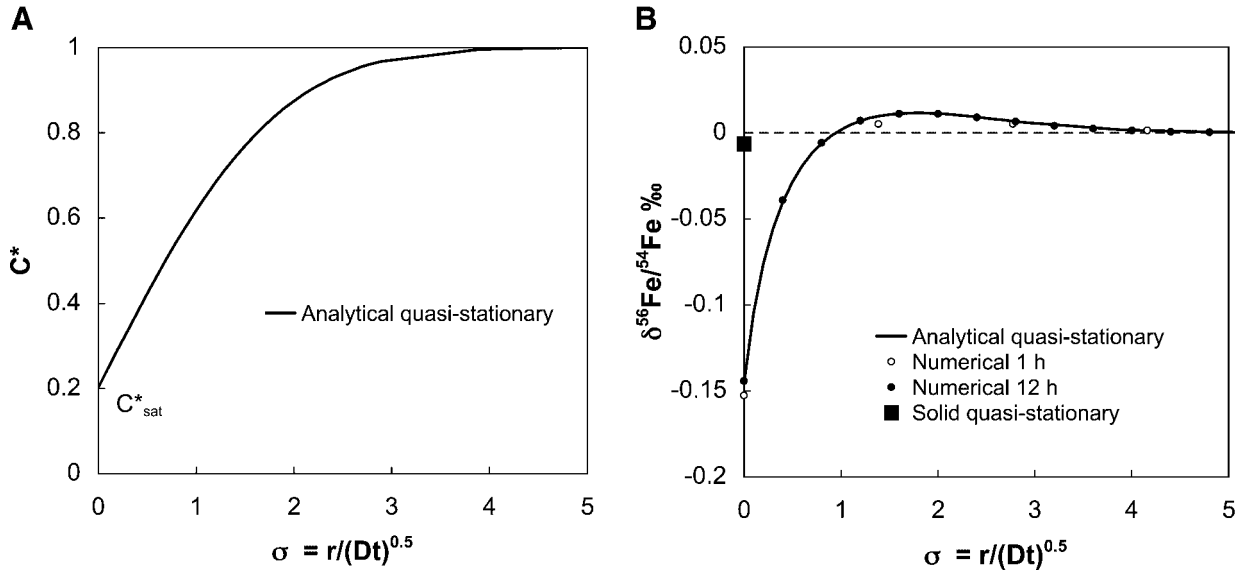 A
C*
1
0.8
0.6
0.4
0.2
0
C*sat
Analytical quasi-stationary
0
1
2
3
4
5
σ = r/(Dt)^0.5
B
δ⁵⁶Fe/⁵⁴Fe ‰
0.05
0
-0.05
-0.1
-0.15
-0.2
Analytical quasi-stationary
Numerical 1 h
Numerical 12 h
Solid quasi-stationary
0
1
2
3
4
5
σ = r/(Dt)^0.5